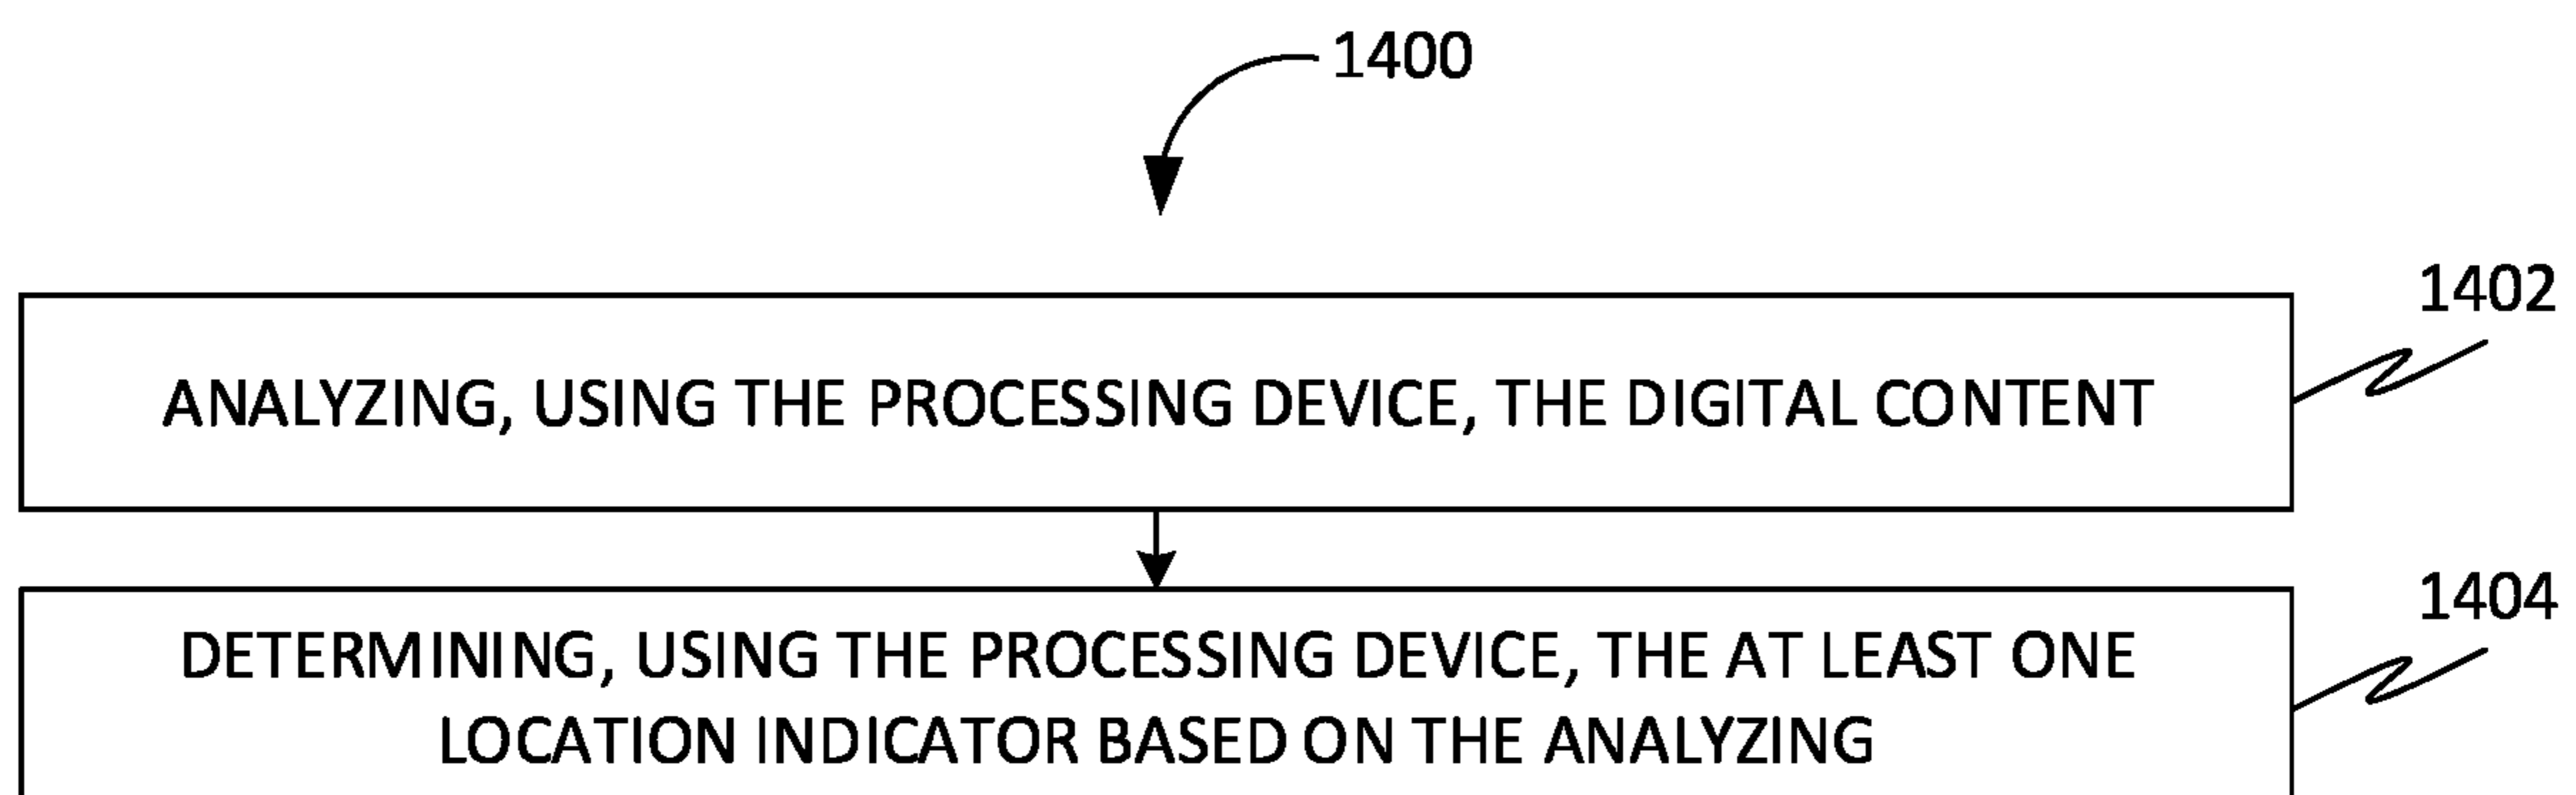 1400
1402
ANALYZING, USING THE PROCESSING DEVICE, THE DIGITAL CONTENT
1404
DETERMINING, USING THE PROCESSING DEVICE, THE AT LEAST ONE
LOCATION INDICATOR BASED ON THE ANALYZING